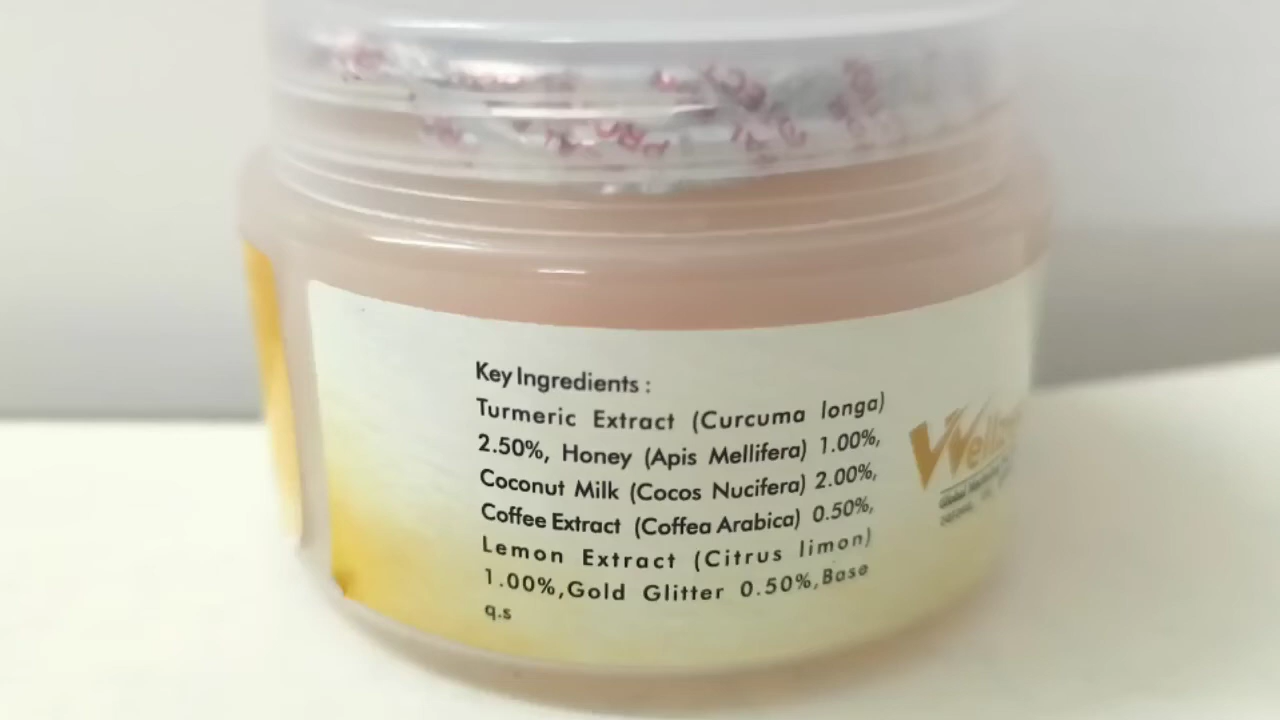 Key Ingredients :
Turmeric Extract (Curcuma longa)
2.50%, Honey (Apis Mellifera) 1.00%,
Coconut Milk (Cocos Nucifera) 2.00%,
Coffee Extract (Coffea Arabica) 0.50%,
Lemon Extract (Citrus limon)
1.00%,Gold Glitter 0.50%,Base
q.s
Global